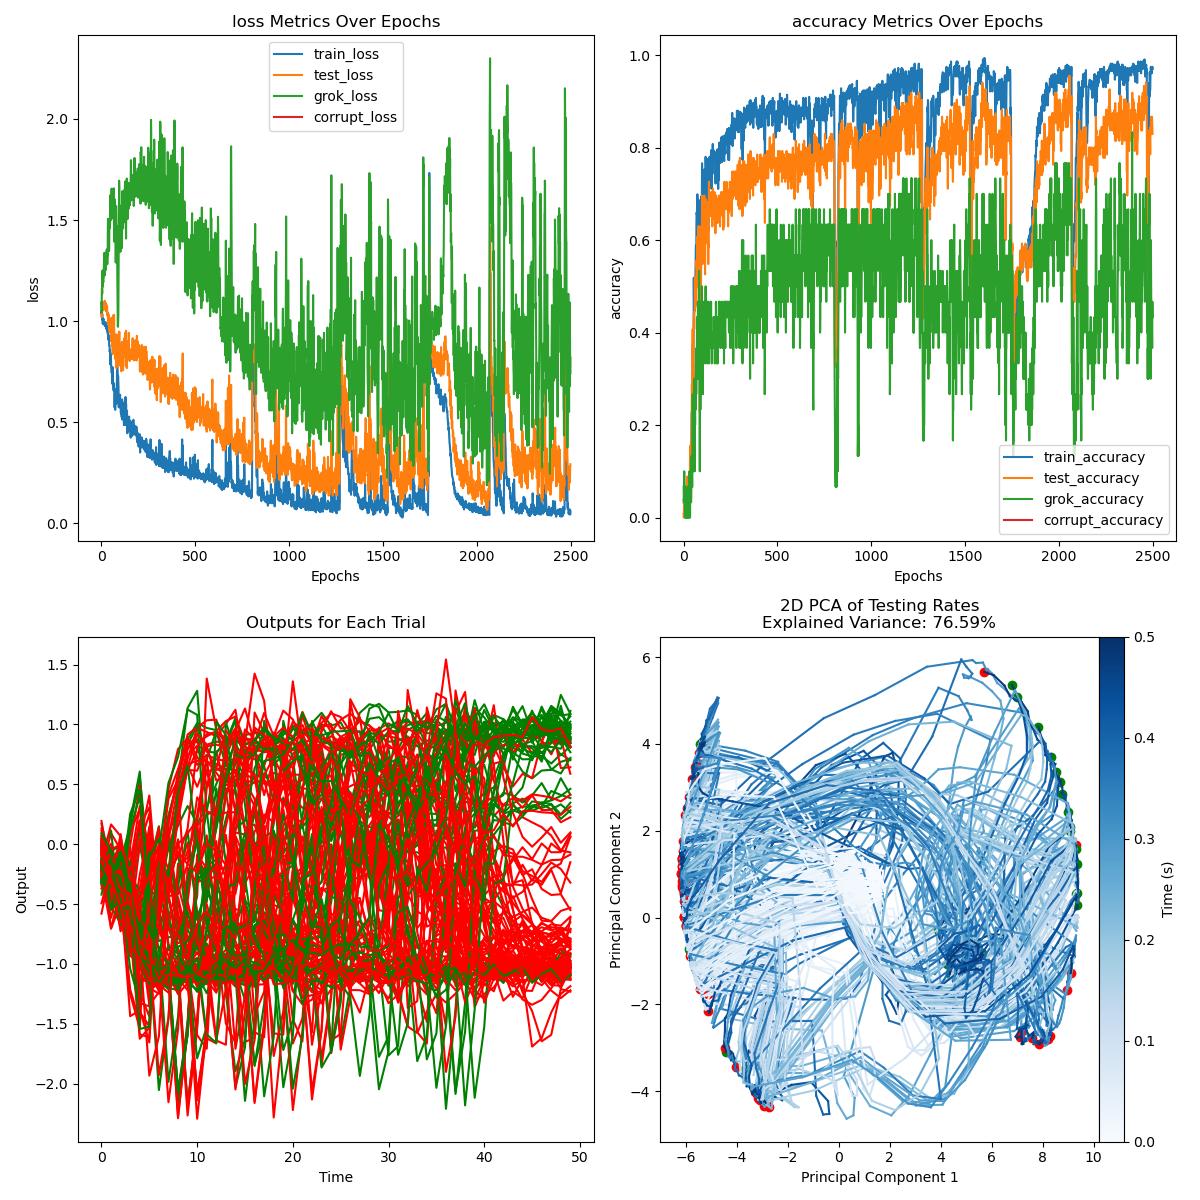 loss Metrics Over Epochs
train_loss
test_loss
grok_loss
corrupt_loss
loss
2.0
1.5
1.0
0.5
0.0
0
500
1000
1500
2000
2500
Epochs
accuracy Metrics Over Epochs
accuracy
1.0
0.8
0.6
0.4
0.2
0.0
train_accuracy
test_accuracy
grok_accuracy
corrupt_accuracy
0
500
1000
1500
2000
2500
Epochs
Outputs for Each Trial
Output
1.5
1.0
0.5
0.0
−0.5
−1.0
−1.5
−2.0
0
10
20
30
40
50
Time
2D PCA of Testing Rates
Explained Variance: 76.59%
Principal Component 2
6
4
2
0
−2
−4
−6
−4
−2
0
2
4
6
8
10
Principal Component 1
0.5
0.4
0.3
0.2
0.1
0.0
Time (s)